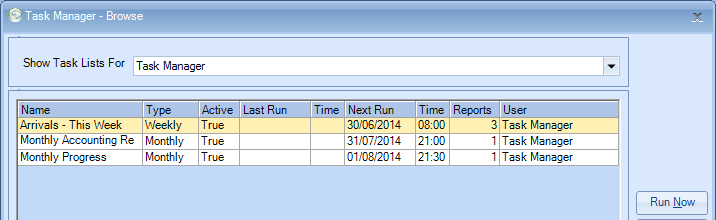 Task Manager - Browse
Show Task Lists For Task Manager
Name Type Active Last Run Time Next Run Time Reports User
Arrivals - This Week Weekly True 30/06/2014 08:00 3 Task Manager
Monthly Accounting Re Monthly True 31/07/2014 21:00 1 Task Manager
Monthly Progress Monthly True 01/08/2014 21:30 1 Task Manager
Run Now